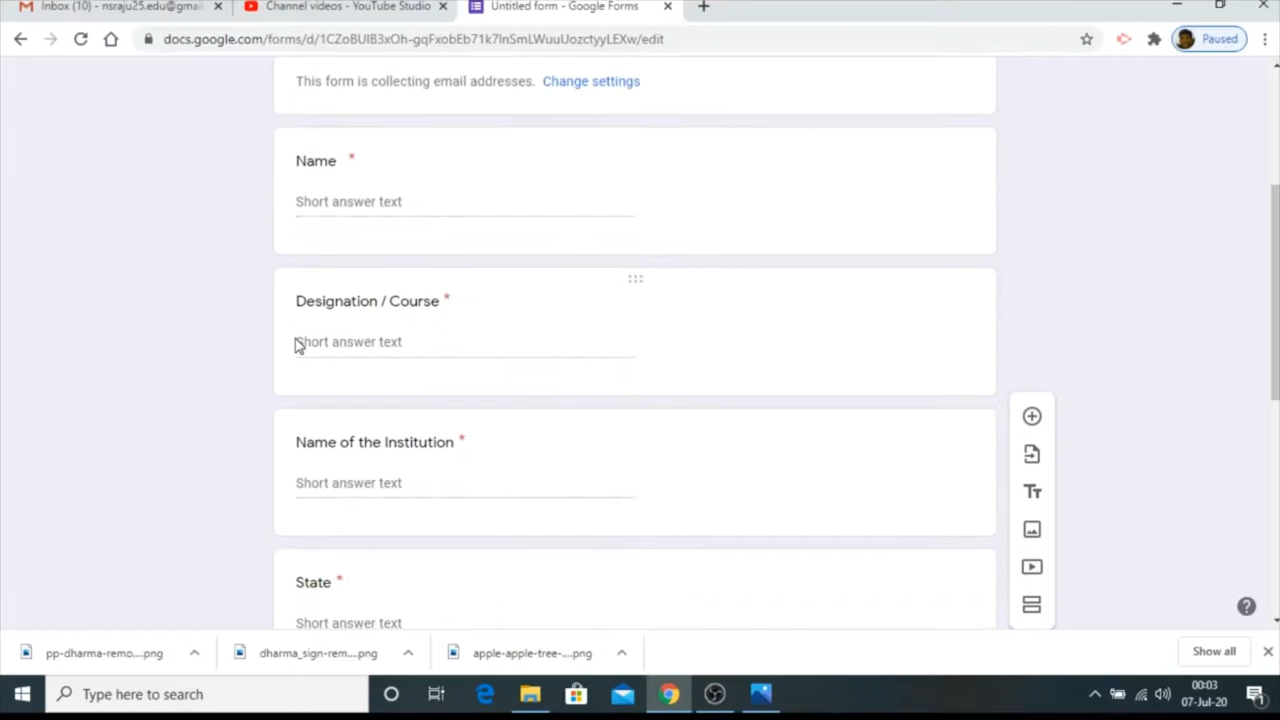 Inbox (10) - nsraju25.edu@gmai
Channel videos - YouTube Studio
Untitled form - Google Forms
docs.google.com/forms/d/1CZoBUIB3xOh-gqFxobEb71k7InSmLWuuUozctyyLEXw/edit
Paused
This form is collecting email addresses. Change settings
Name *
Short answer text
Designation / Course *
Short answer text
Name of the Institution *
Short answer text
State *
Short answer text
Tт
pp-dharma-remo....png
dharma_sign-rem....png
apple-apple-tree-....png
Show all
Type here to search
00:03
07-Jul-20
1